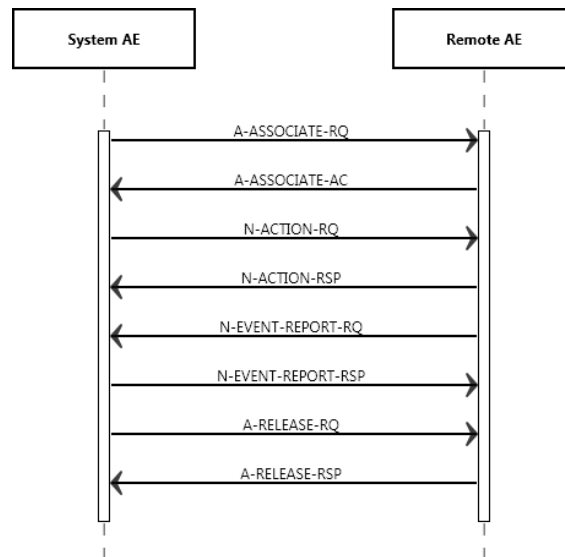 System AE
Remote AE
A-ASSOCIATE-RQ
A-ASSOCIATE-AC
N-ACTION-RQ
N-ACTION-RSP
N-EVENT-REPORT-RQ
N-EVENT-REPORT-RSP
A-RELEASE-RQ
A-RELEASE-RSP